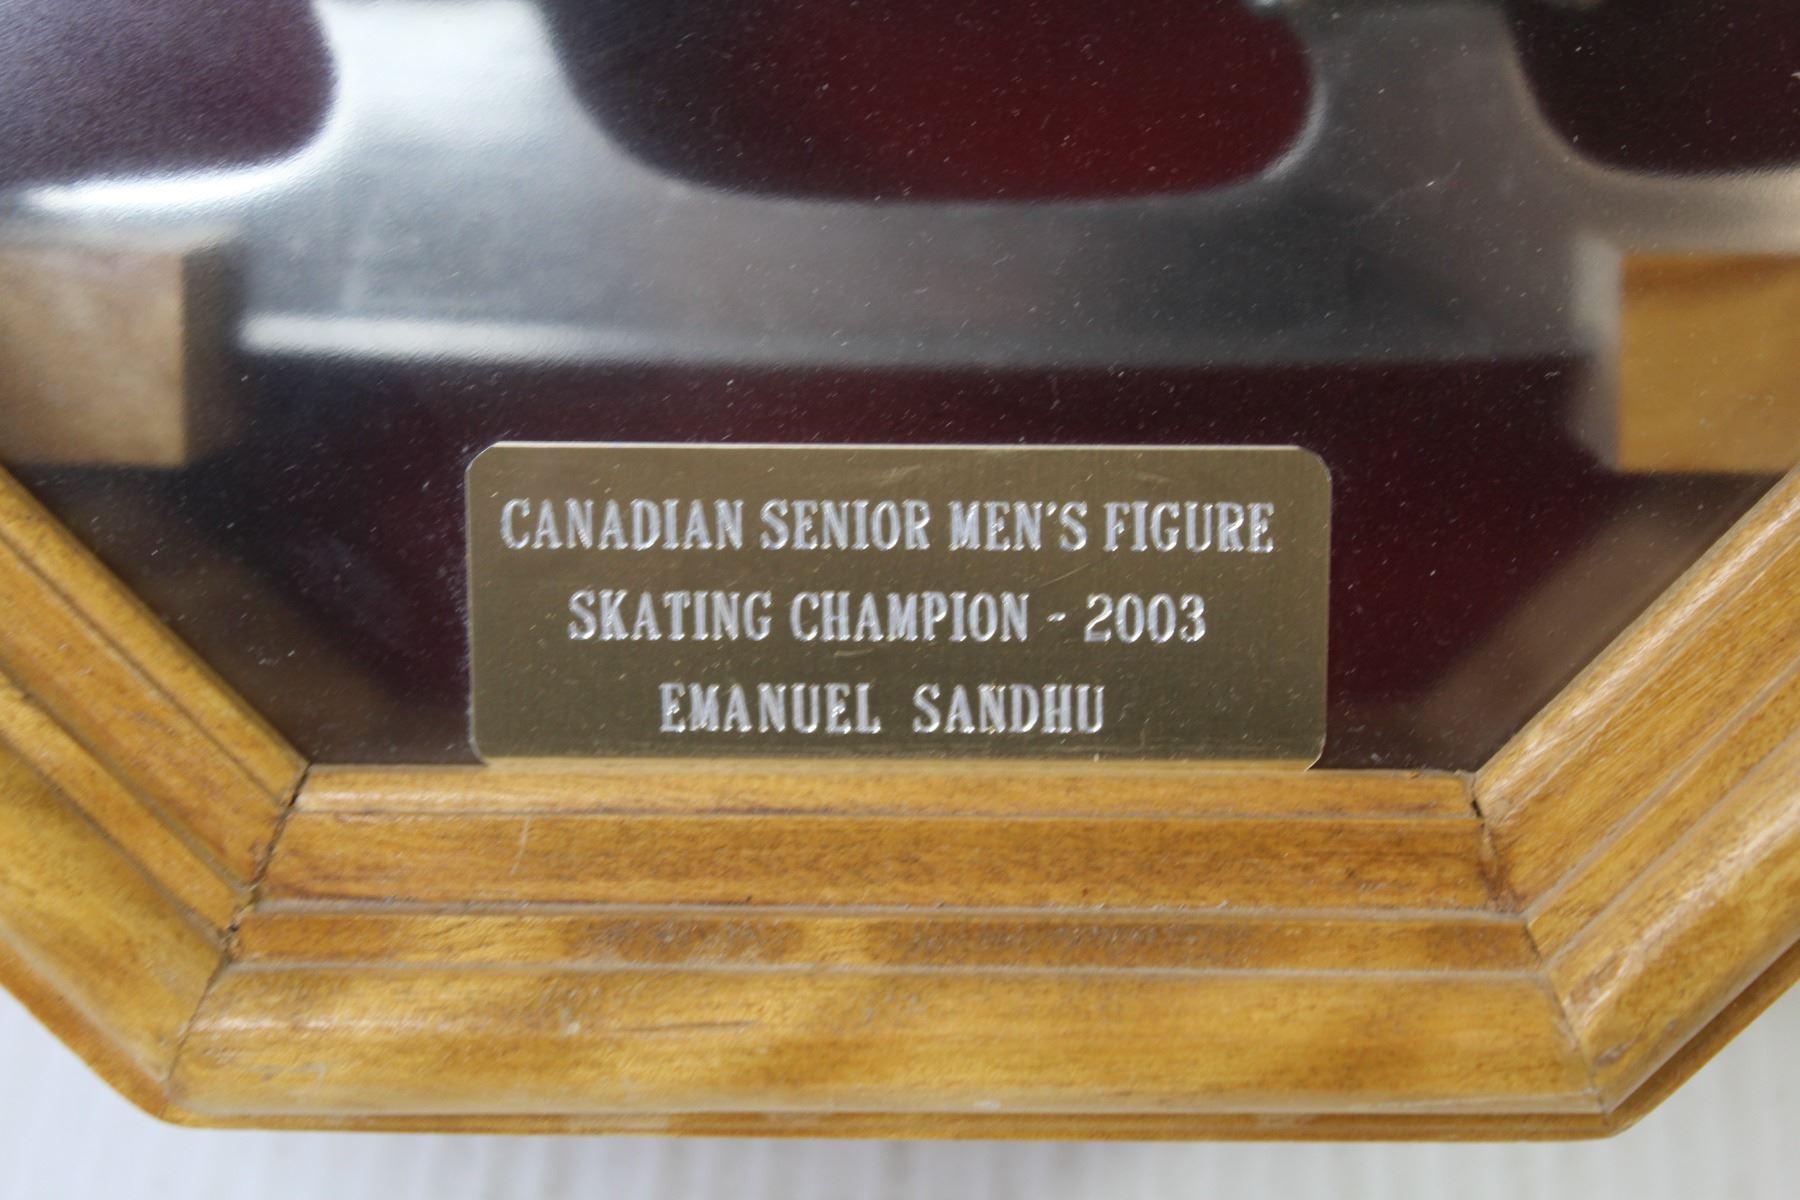 CANADIAN SENIOR MEN'S FIGURE
SKATING CHAMPION - 2003
EMANUEL SANDHU